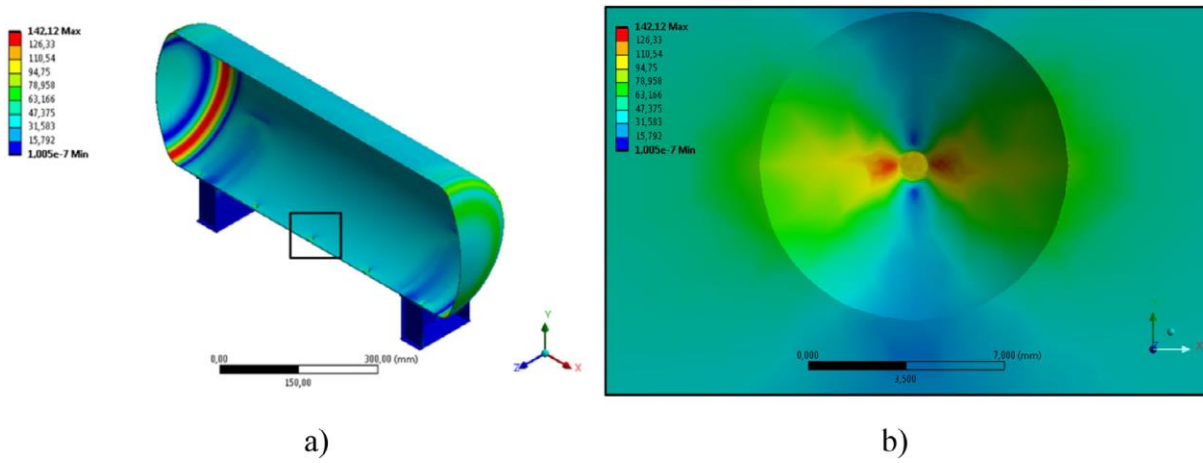 142,12 Max
126,33
110,54
94,75
78,958
63,166
47,375
31,583
15,792
1,005e-7 Min
0,00
300,00 (mm)
150,00
Y
Z
X
a)
142,12 Max
126,33
110,54
94,75
78,958
63,166
47,375
31,583
15,792
1,005e-7 Min
0,000
7,000 (mm)
3,500
Y
Z
X
b)